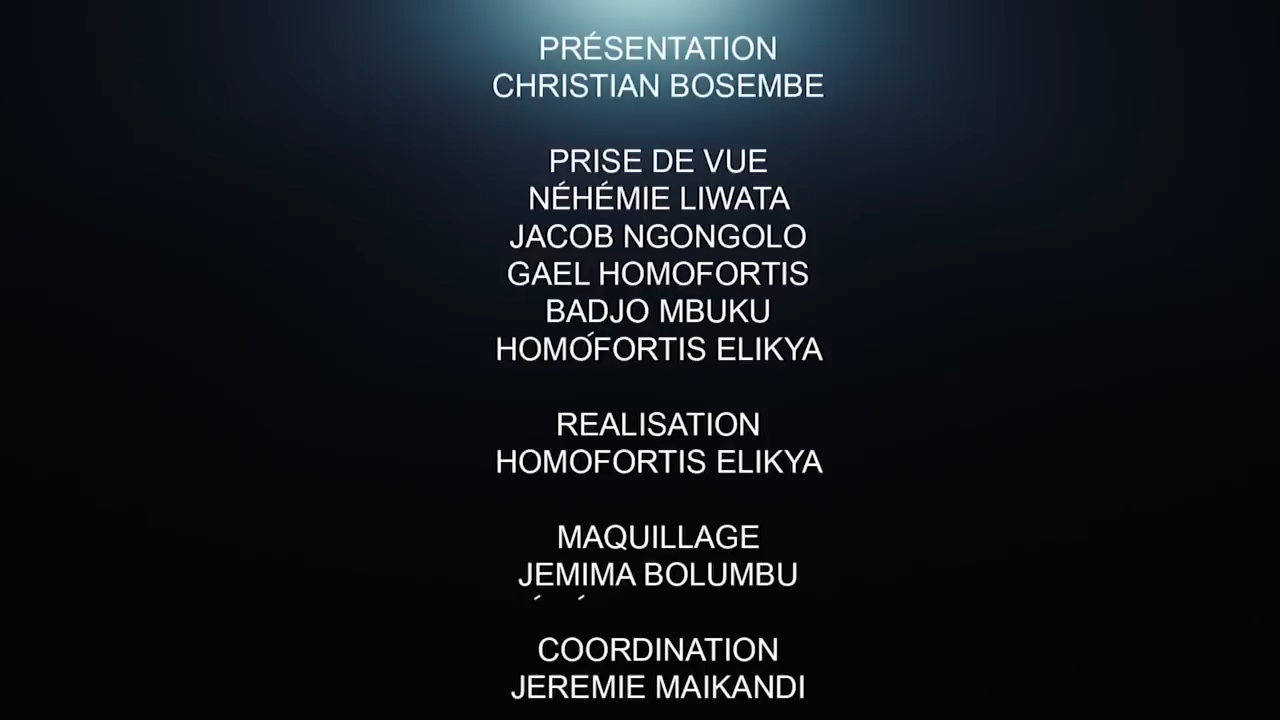 PRÉSENTATION
CHRISTIAN BOSEMBE
PRISE DE VUE
NÉHÉMIE LIWATA
JACOB NGONGOLO
GAEL HOMOFORTIS
BADJO MBUKU
HOMOFORTIS ELIKYA
REALISATION
HOMOFORTIS ELIKYA
MAQUILLAGE
JEMIMA BOLUMBU
COORDINATION
JEREMIE MAIKANDI